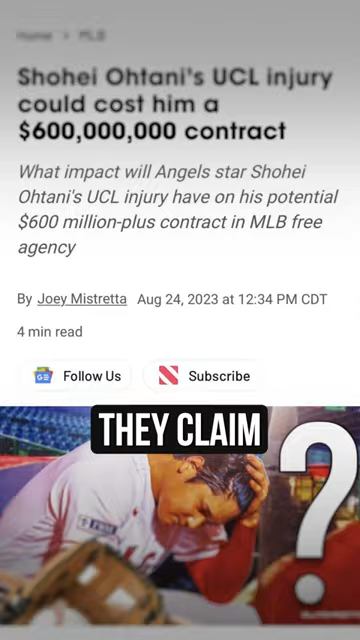 Home > MLB
Shohei Ohtani's UCL injury
could cost him a
$600,000,000 contract
What impact will Angels star Shohei
Ohtani's UCL injury have on his potential
$600 million-plus contract in MLB free
agency
By Joey Mistretta Aug 24, 2023 at 12:34 PM CDT
4 min read
Follow Us Subscribe
THEY CLAIM
?